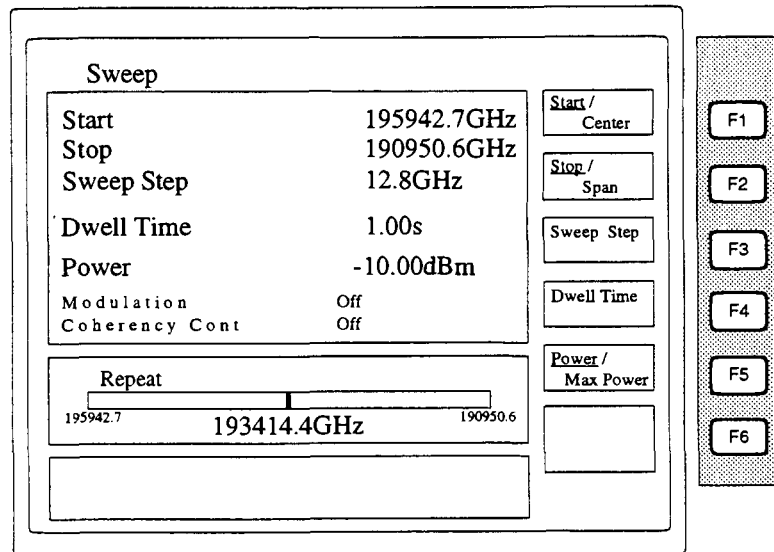 Sweep
Start 195942.7GHz
Stop 190950.6GHz
Sweep Step 12.8GHz
Dwell Time 1.00s
Power -10.00dBm
Modulation Off
Coherency Cont Off
Repeat
195942.7 190950.6
193414.4GHz
Start /
Center
Stop /
Span
Sweep Step
Dwell Time
Power /
Max Power
F1
F2
F3
F4
F5
F6